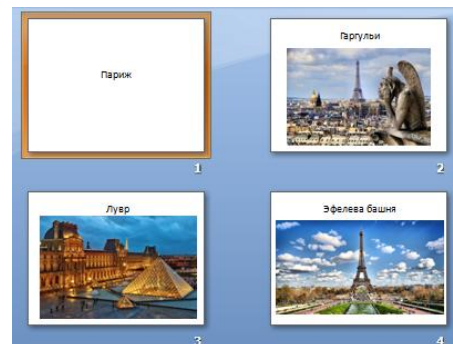 Париж
1
Гаргульи
2
Лувр
3
Эфелева башня
4